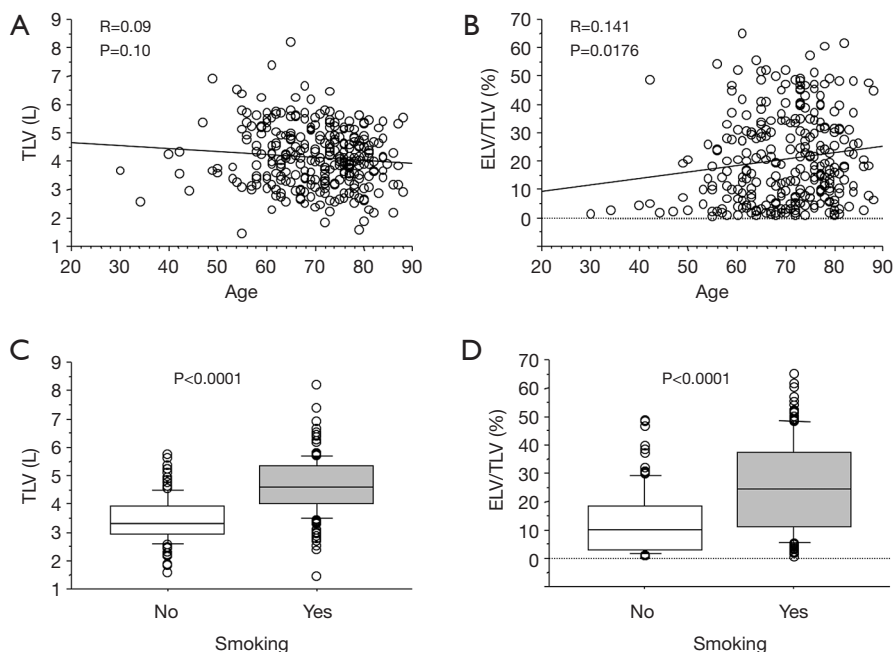 A
R=0.09
P=0.10
TLV (L)
9
8
7
6
5
4
3
2
1
20 30 40 50 60 70 80 90
Age
B
R=0.141
P=0.0176
ELV/TLV (%)
70
60
50
40
30
20
10
0
20 30 40 50 60 70 80 90
Age
C
P<0.0001
TLV (L)
9
8
7
6
5
4
3
2
1
No Yes
Smoking
D
P<0.0001
ELV/TLV (%)
70
60
50
40
30
20
10
0
No Yes
Smoking